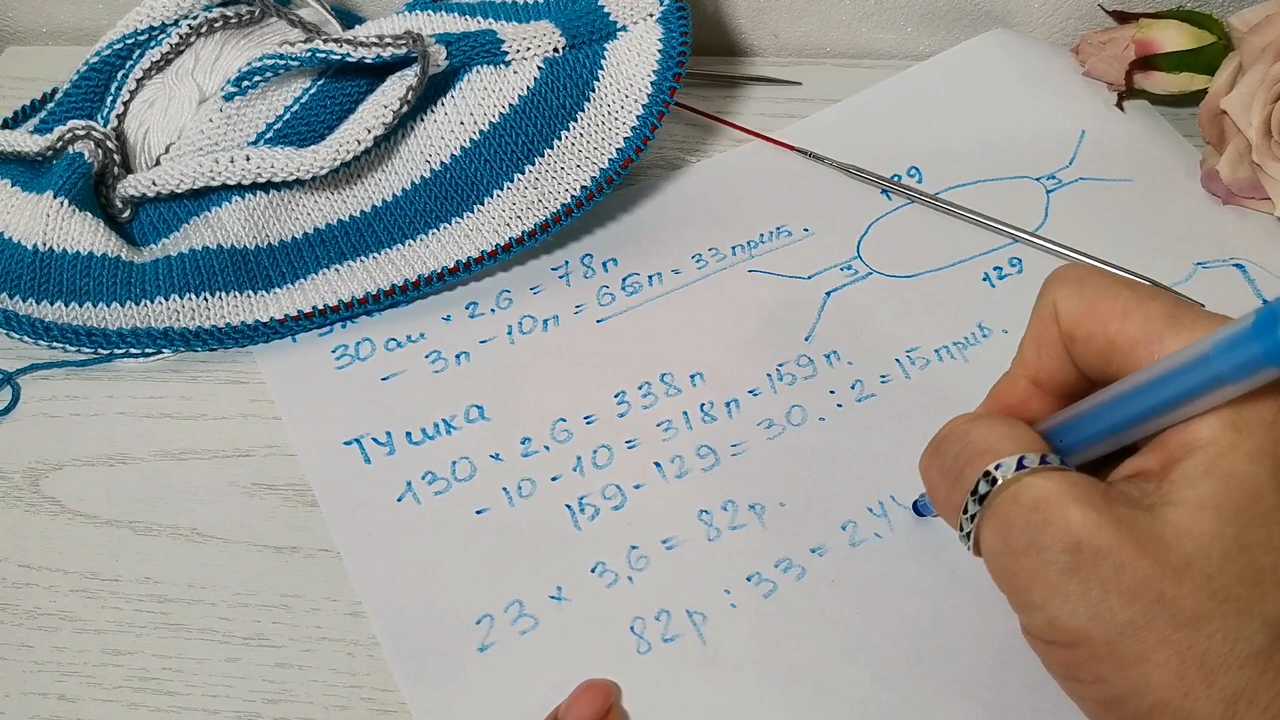 129
3
3
129
30 см × 2,6 = 78п
- 3п - 10п = 66п = 33 приб.
Тушка
130 × 2,6 = 338п
- 10 - 10 = 318п = 159п.
159 - 129 = 30 : 2 = 15 приб.
23 × 3,6 = 82р.
82р : 33 = 2,4